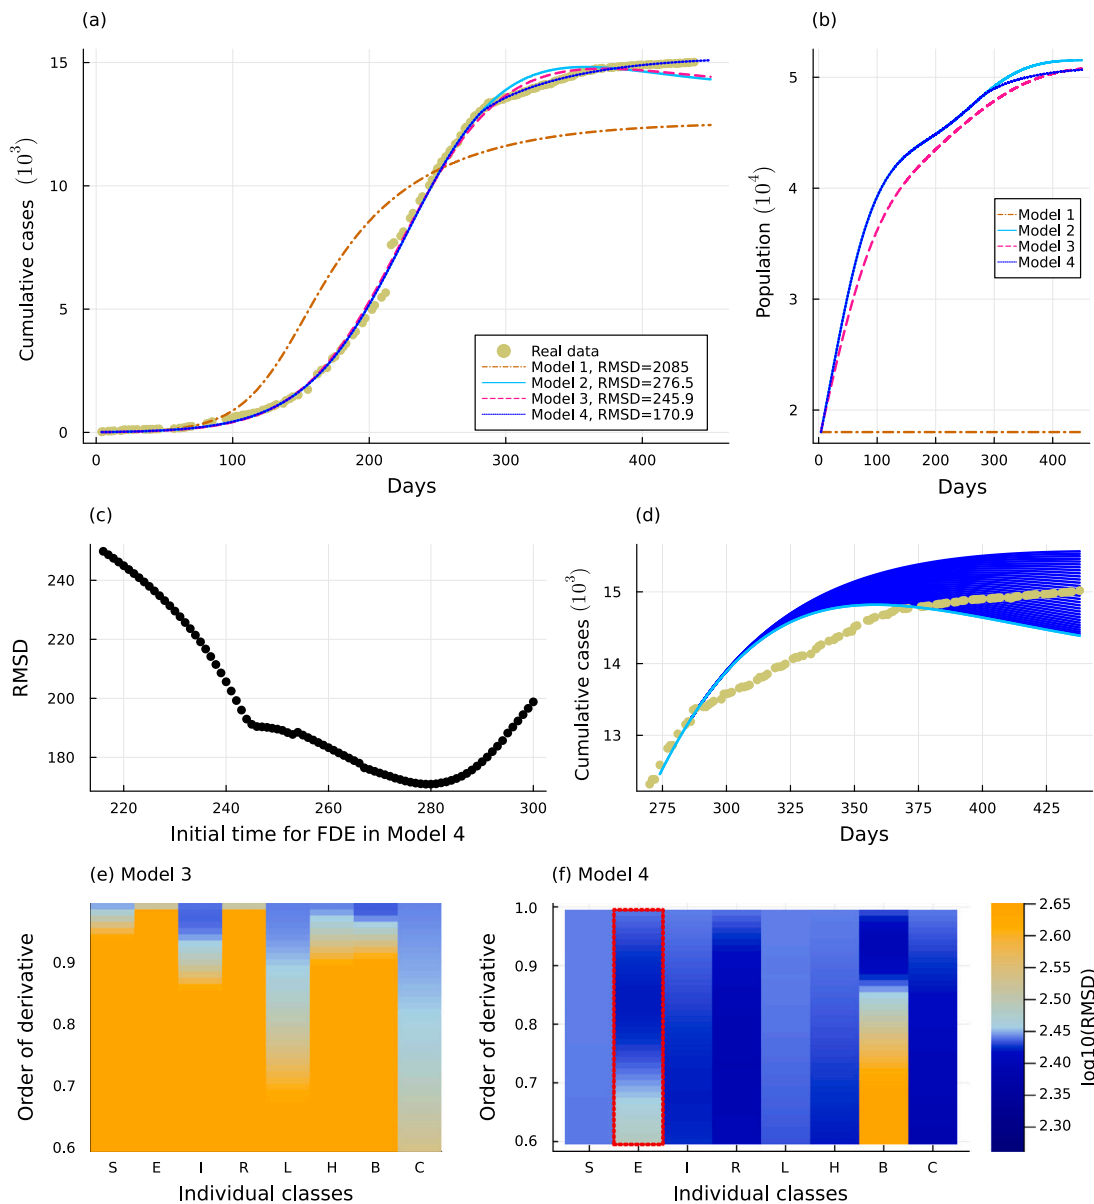 (a)
15
10
5
0
Cumulative cases (10³)
0 100 200 300 400
Days
Real data
Model 1, RMSD=2085
Model 2, RMSD=276.5
Model 3, RMSD=245.9
Model 4, RMSD=170.9
(b)
5
4
3
2
Population (10⁴)
0 100 200 300 400
Days
Model 1
Model 2
Model 3
Model 4
(c)
240
220
200
180
RMSD
220 240 260 280 300
Initial time for FDE in Model 4
(d)
15
14
13
Cumulative cases (10³)
275 300 325 350 375 400 425
Days
(e) Model 3
0.9
0.8
0.7
0.6
Order of derivative
S E I R L H B C
Individual classes
(f) Model 4
1.0
0.9
0.8
0.7
0.6
Order of derivative
S E I R L H B C
Individual classes
2.65
2.60
2.55
2.50
2.45
2.40
2.35
2.30
log10(RMSD)